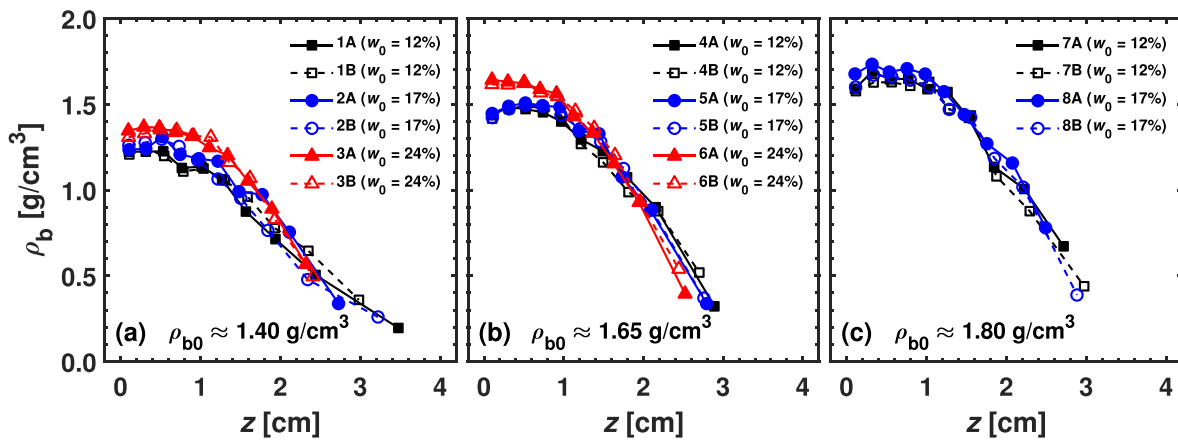 ρb [g/cm3]
2.0
1.5
1.0
0.5
0.0
1A (w0 = 12%)
1B (w0 = 12%)
2A (w0 = 17%)
2B (w0 = 17%)
3A (w0 = 24%)
3B (w0 = 24%)
(a) ρb0 ≈ 1.40 g/cm3
0 1 2 3 4
z [cm]
4A (w0 = 12%)
4B (w0 = 12%)
5A (w0 = 17%)
5B (w0 = 17%)
6A (w0 = 24%)
6B (w0 = 24%)
(b) ρb0 ≈ 1.65 g/cm3
0 1 2 3 4
z [cm]
7A (w0 = 12%)
7B (w0 = 12%)
8A (w0 = 17%)
8B (w0 = 17%)
(c) ρb0 ≈ 1.80 g/cm3
0 1 2 3 4
z [cm]